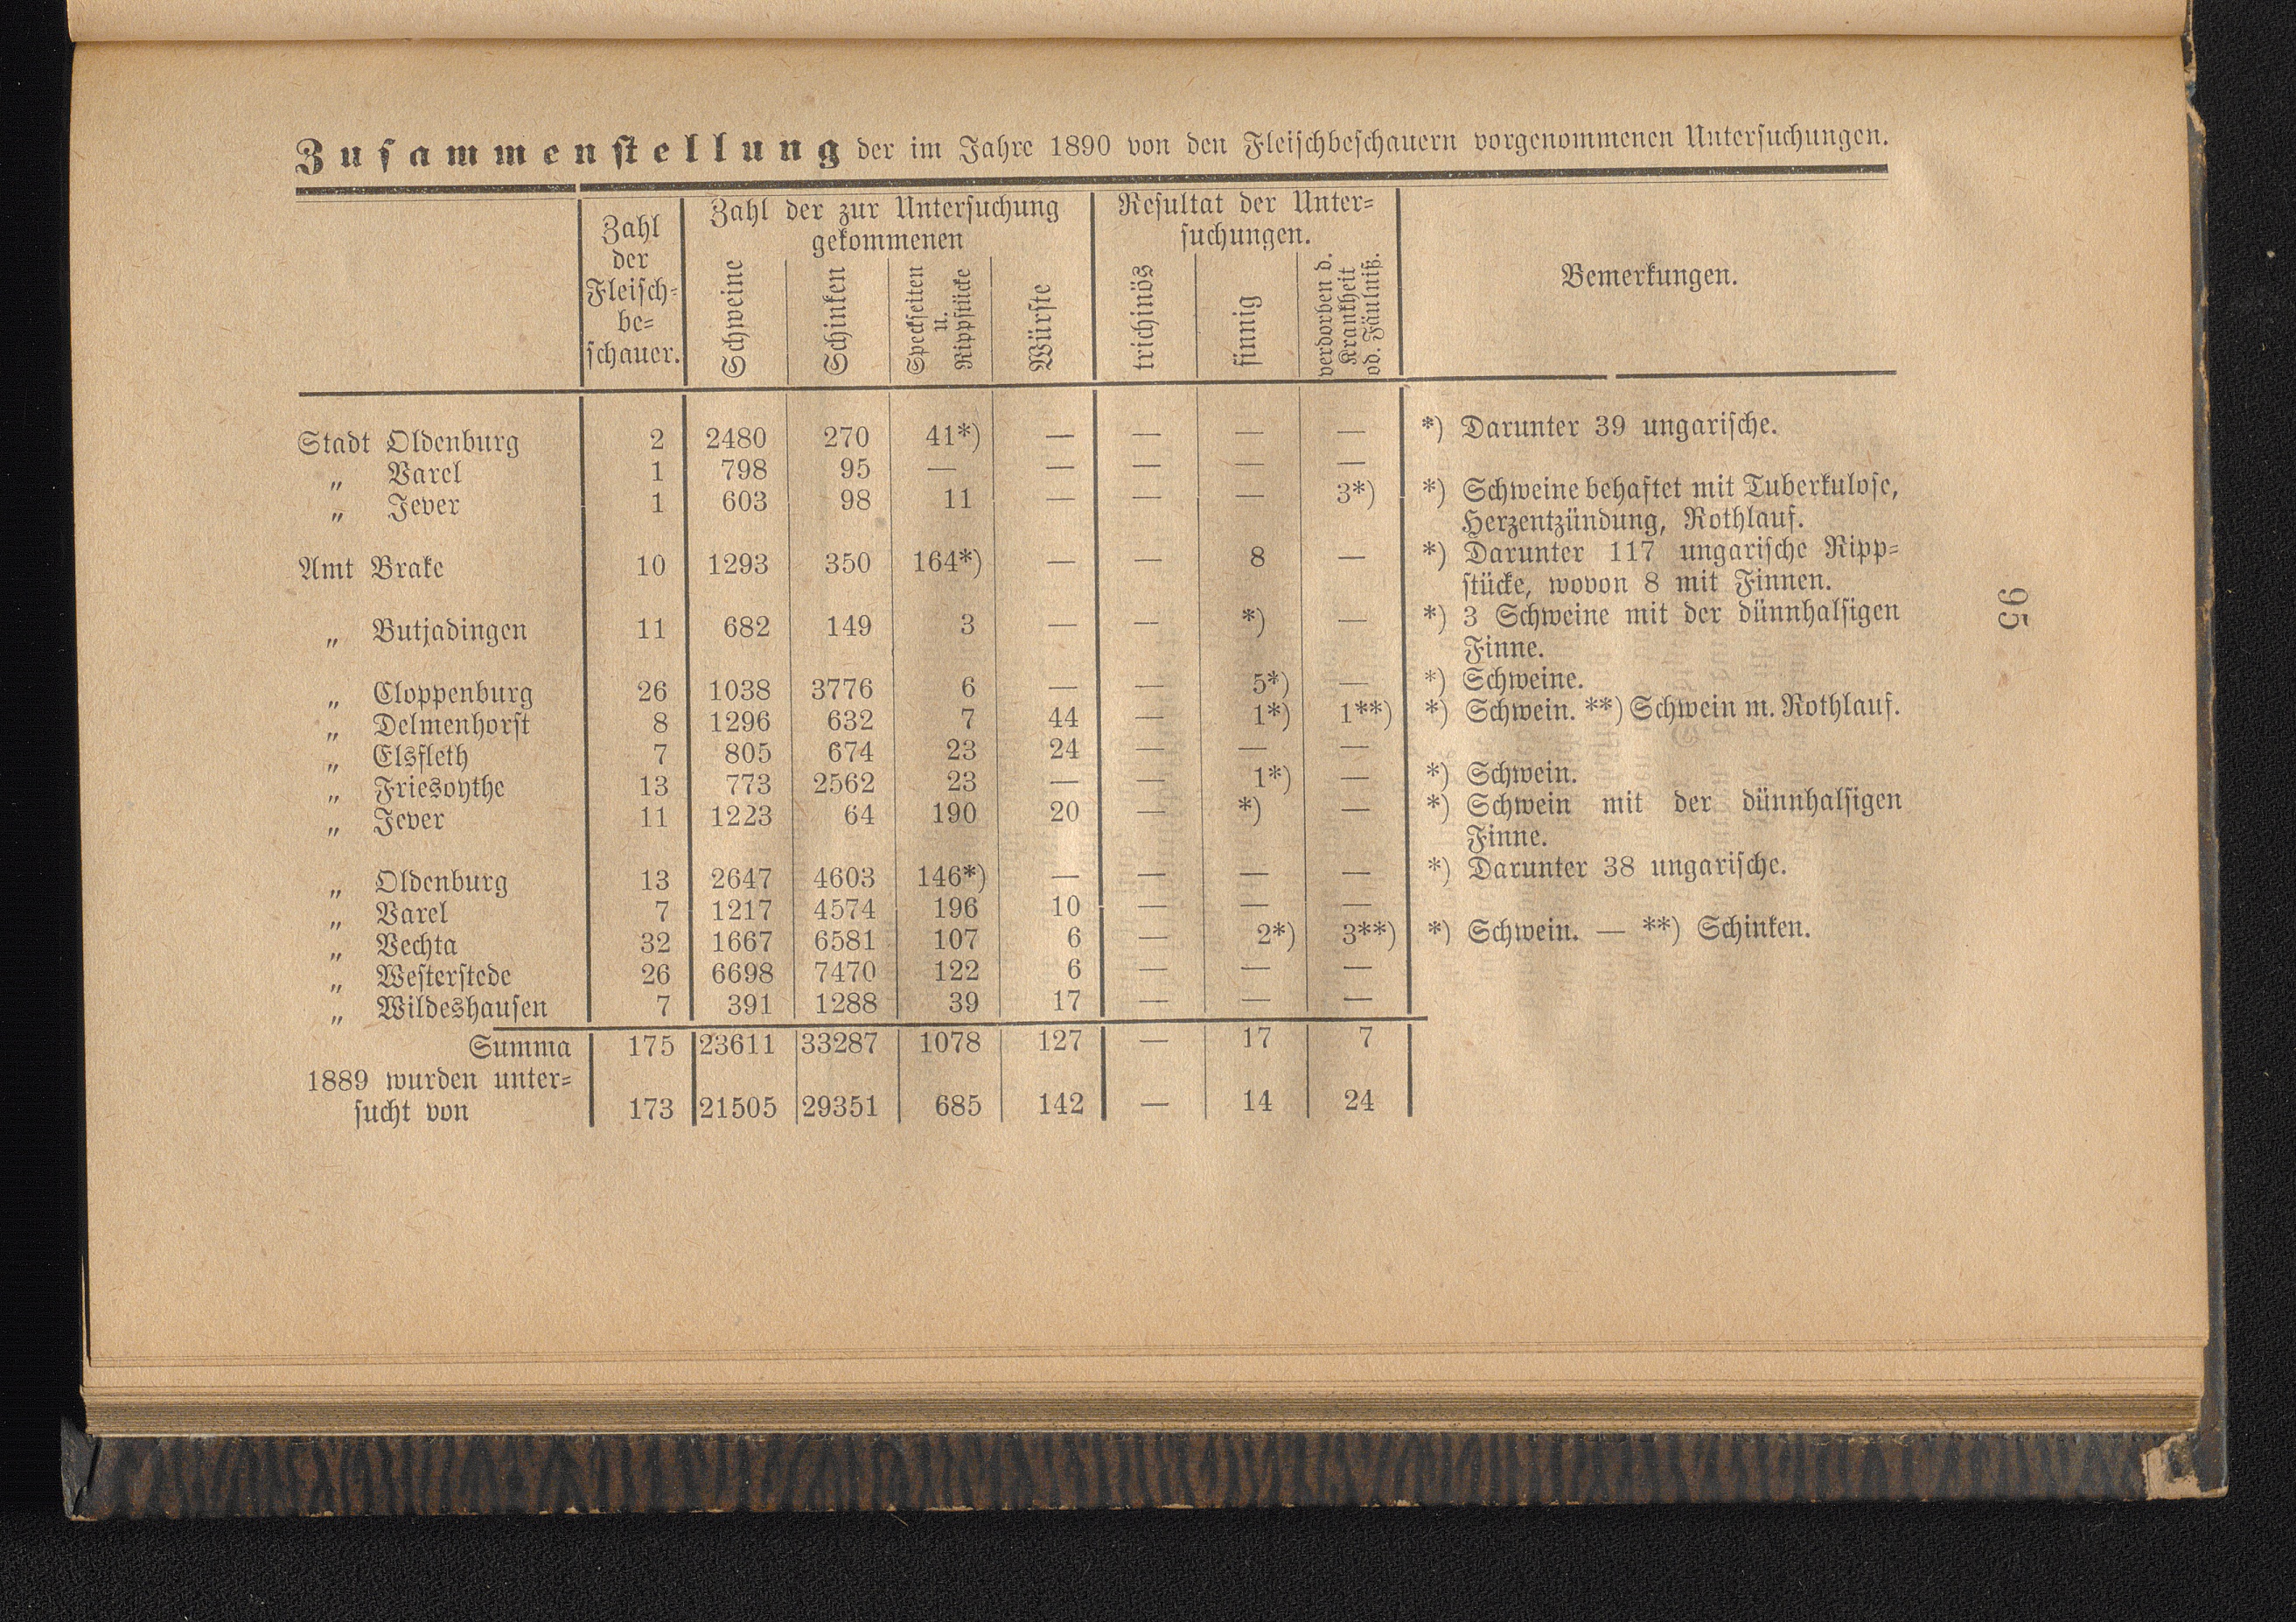 Zusammenstellung der im Jahre 1890 von den Fleischbeschauern vorgenommenen Untersuchungen.
Zahl der Fleisch= be= schauer. Zahl der zur Untersuchung gekommenen Resultat der Unter= suchungen. Bemerkungen.
Schweine Schinken Speckseiten u. Rippstücke Würste trichinös finnig verdorben d. Krankheit od. Fäulniß.
Stadt Oldenburg 2 2480 270 41*) — — — — *) Darunter 39 ungarische.
„ Varel 1 798 95 — — — — —
„ Jever 1 603 98 11 — — — 3*) *) Schweine behaftet mit Tuberkulose,
Herzentzündung, Rothlauf.
Amt Brake 10 1293 350 164*) — — 8 — *) Darunter 117 ungarische Ripp=
stücke, wovon 8 mit Finnen.
„ Butjadingen 11 682 149 3 — — *) — *) 3 Schweine mit der dünnhalsigen
Finne.
„ Cloppenburg 26 1038 3776 6 — — 5*) — *) Schweine.
„ Delmenhorst 8 1296 632 7 44 — 1*) 1**) *) Schwein. **) Schwein m. Rothlauf.
„ Elsfleth 7 805 674 23 24 — — —
„ Friesoythe 13 773 2562 23 — — 1*) — *) Schwein.
„ Jever 11 1223 64 190 20 — *) — *) Schwein mit der dünnhalsigen
Finne.
„ Oldenburg 13 2647 4603 146*) — — — — *) Darunter 38 ungarische.
„ Varel 7 1217 4574 196 10 — — —
„ Vechta 32 1667 6581 107 6 — 2*) 3**) *) Schwein. — **) Schinken.
„ Westerstede 26 6698 7470 122 6 — — —
„ Wildeshausen 7 391 1288 39 17 — — —
Summa 175 23611 33287 1078 127 — 17 7
1889 wurden unter=
sucht von 173 21505 29351 685 142 — 14 24
95